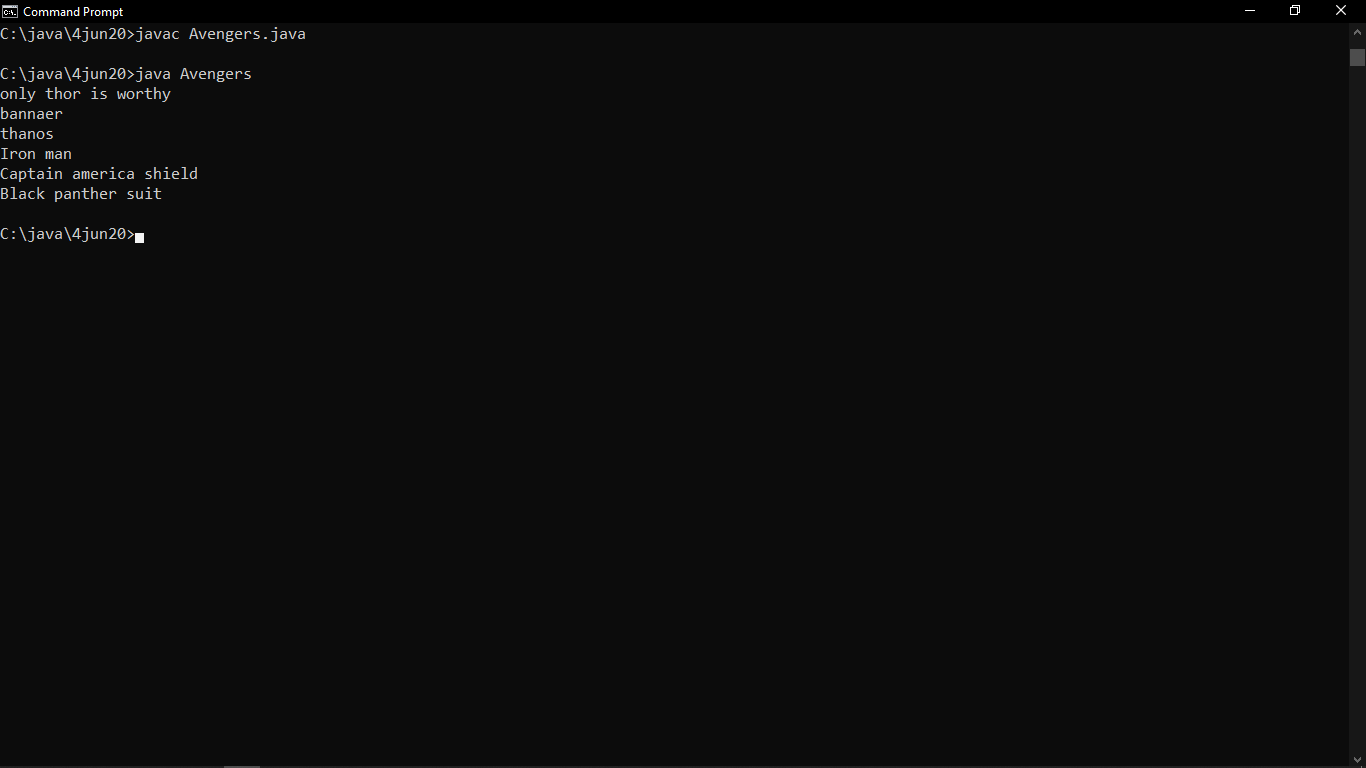 Command Prompt
C:\java\4jun20>javac Avengers.java
C:\java\4jun20>java Avengers
only thor is worthy
bannaer
thanos
Iron man
Captain america shield
Black panther suit
C:\java\4jun20>